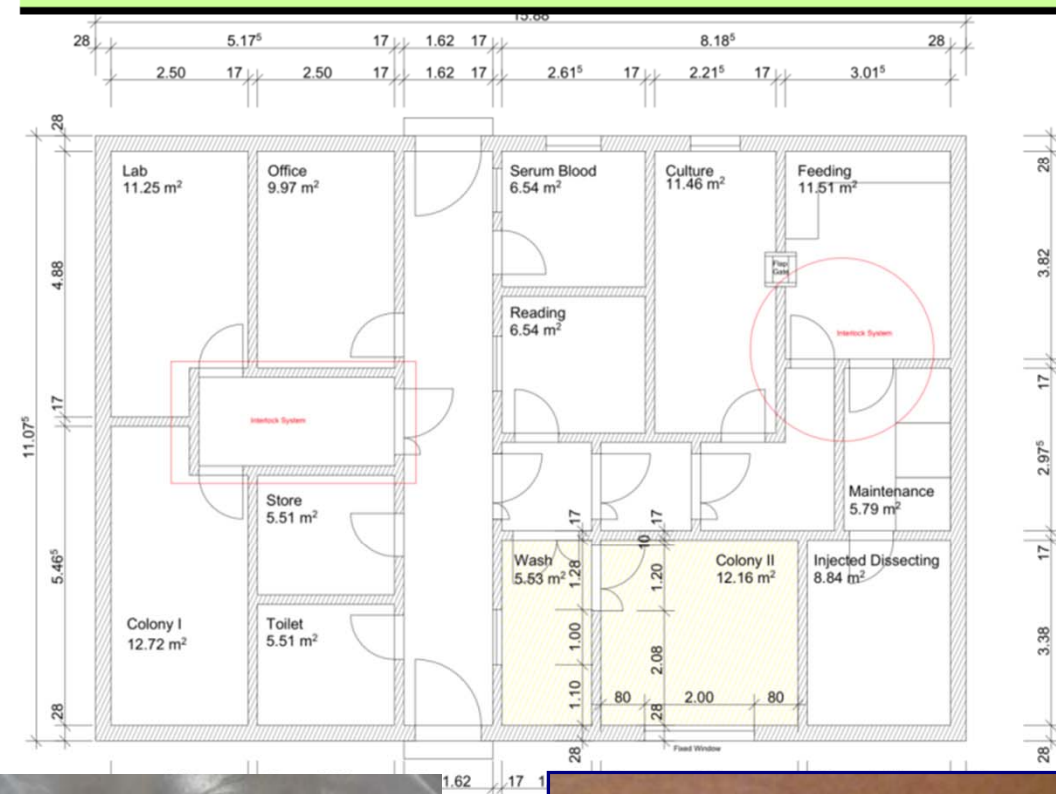 15.68
28 5.17⁵ 17 1.62 17 8.18⁵ 28
2.50 17 2.50 17 1.62 17 2.61⁵ 17 2.21⁵ 17 3.01⁵
28
4.88
17
5.46⁵
28
11.07⁵
Lab
11.25 m²
Office
9.97 m²
Serum Blood
6.54 m²
Culture
11.46 m²
Feeding
11.51 m²
Flap
Gate
Interlock System
Reading
6.54 m²
Interlock System
Store
5.51 m²
Maintenance
5.79 m²
Wash
5.53 m²
Colony II
12.16 m²
Injected Dissecting
8.84 m²
Colony I
12.72 m²
Toilet
5.51 m²
17
1.28
1.00
1.10
28
17
10
1.20
2.08
28
80 2.00 80
Fixed Window
28
3.82
17
2.97⁵
17
3.38
28
1.62 17 1